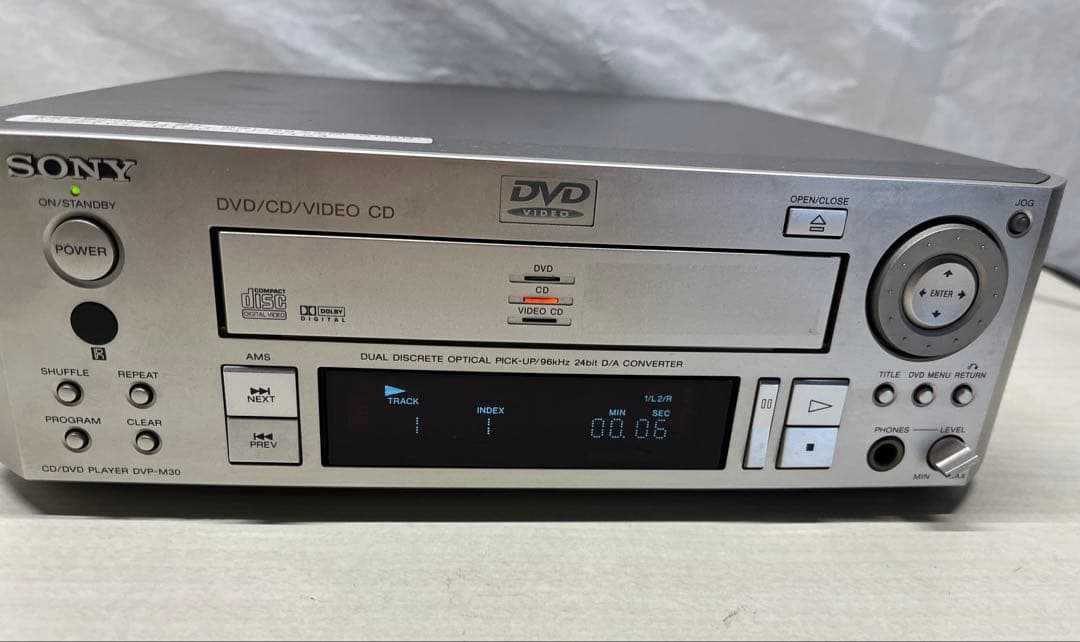 SONY
ON/STANDBY
POWER
DVD/CD/VIDEO CD
DVD
VIDEO
OPEN/CLOSE
JOG
ENTER
COMPACT
disc
DIGITAL VIDEO
DOLBY
DIGITAL
DVD
CD
VIDEO CD
IR
AMS
DUAL DISCRETE OPTICAL PICK-UP/96kHz 24bit D/A CONVERTER
SHUFFLE
REPEAT
PROGRAM
CLEAR
NEXT
PREV
TRACK
1
INDEX
1
1/L2/R
MIN SEC
00.06
TITLE DVD MENU RETURN
PHONES LEVEL
MIN
CD/DVD PLAYER DVP-M30